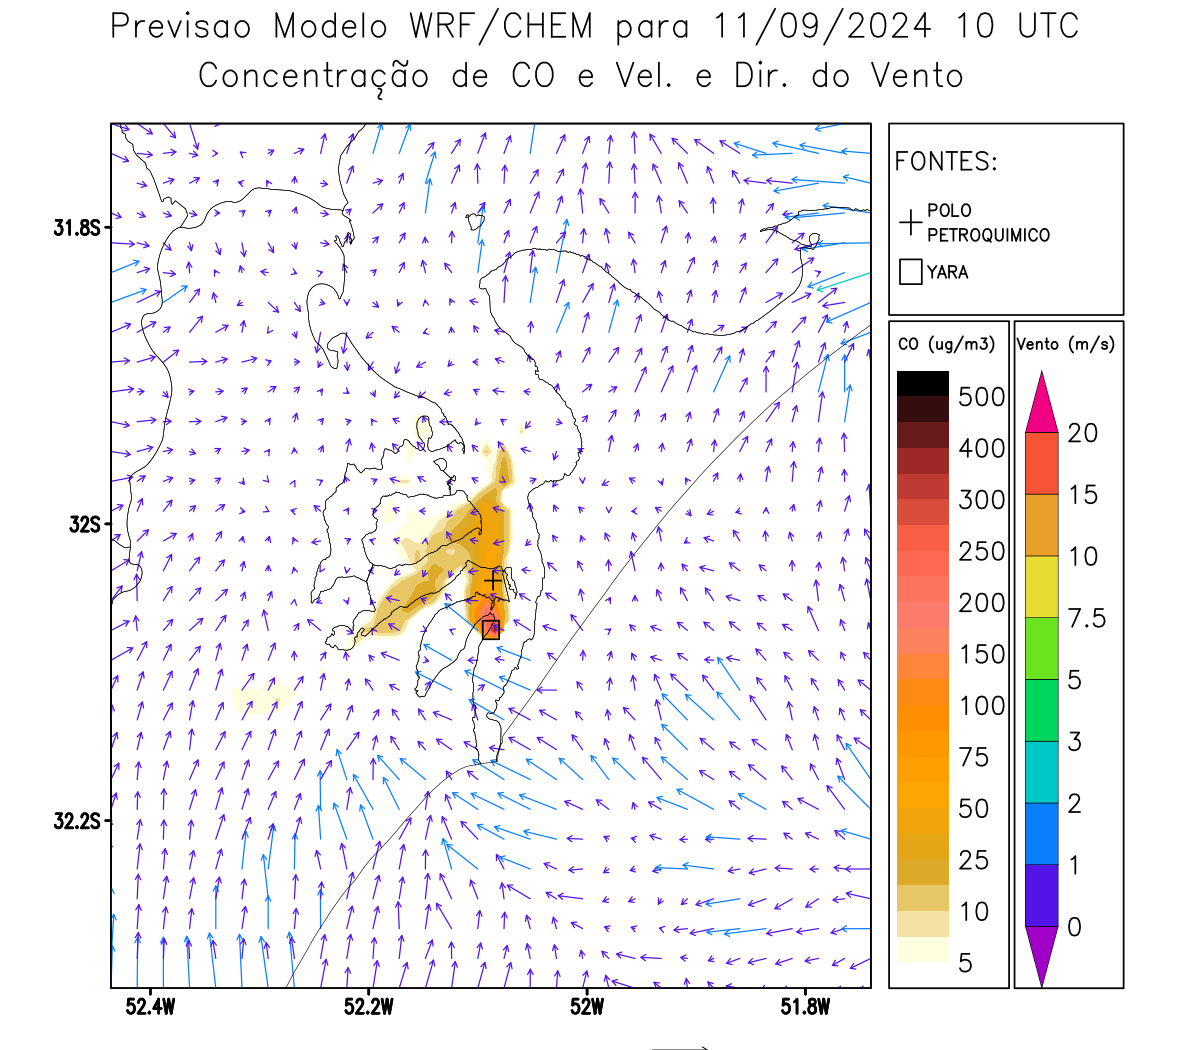 Previsao Modelo WRF/CHEM para 11/09/2024 10 UTC
Concentração de CO e Vel. e Dir. do Vento
FONTES:
POLO
PETROQUIMICO
YARA
CO (ug/m3)
500
400
300
250
200
150
100
75
50
25
10
5
Vento (m/s)
20
15
10
7.5
5
3
2
1
0
31.8S
32S
32.2S
52.4W
52.2W
52W
51.8W